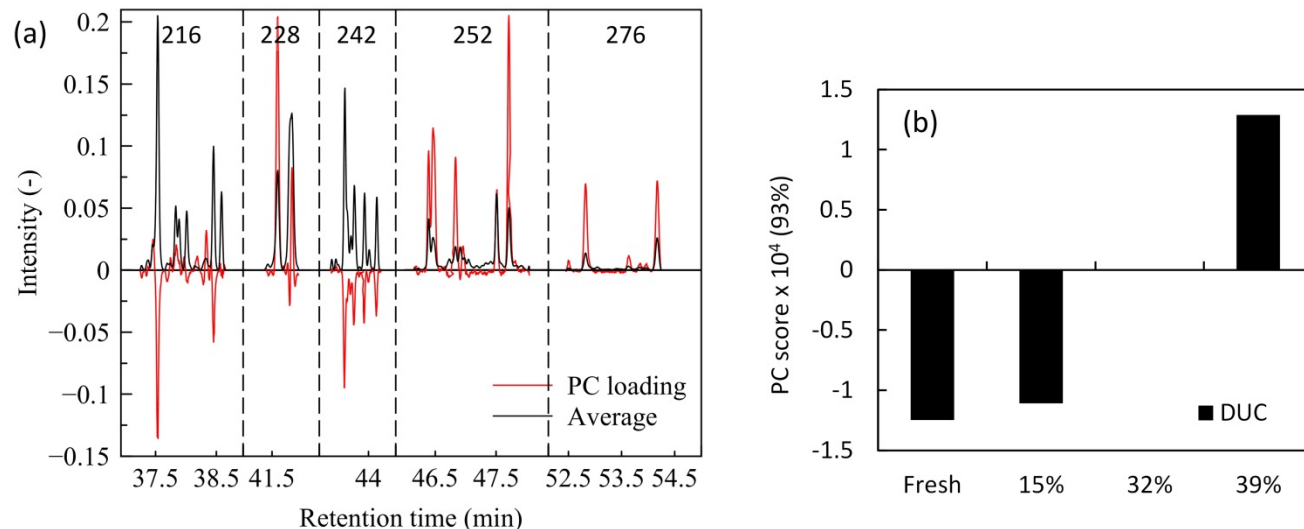 (a)
216 228 242 252 276
0.2
0.15
0.1
0.05
0
−0.05
−0.1
−0.15
Intensity (-)
PC loading
Average
37.5 38.5 41.5 44 46.5 47.5 52.5 53.5 54.5
Retention time (min)
(b)
1.5
1
0.5
0
-0.5
-1
-1.5
PC score x 10⁴ (93%)
DUC
Fresh 15% 32% 39%